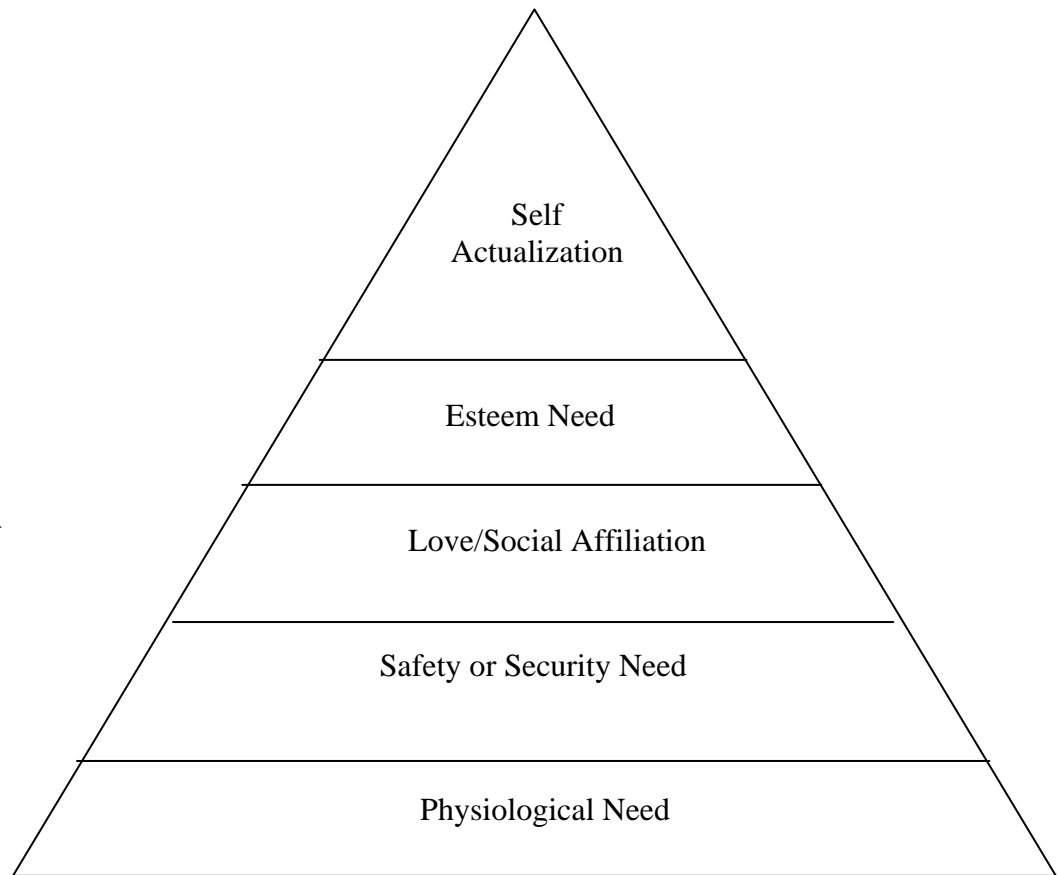 Self
Actualization
Esteem Need
Love/Social Affiliation
Safety or Security Need
Physiological Need